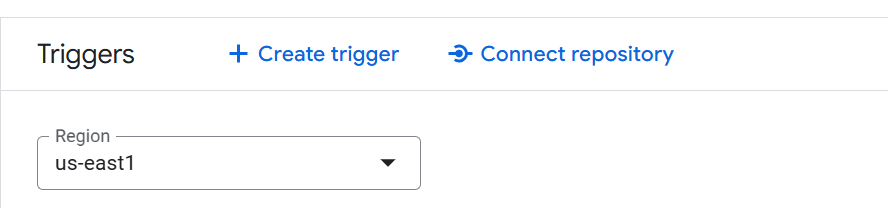 Triggers Create trigger Connect repository
Region
us-east1